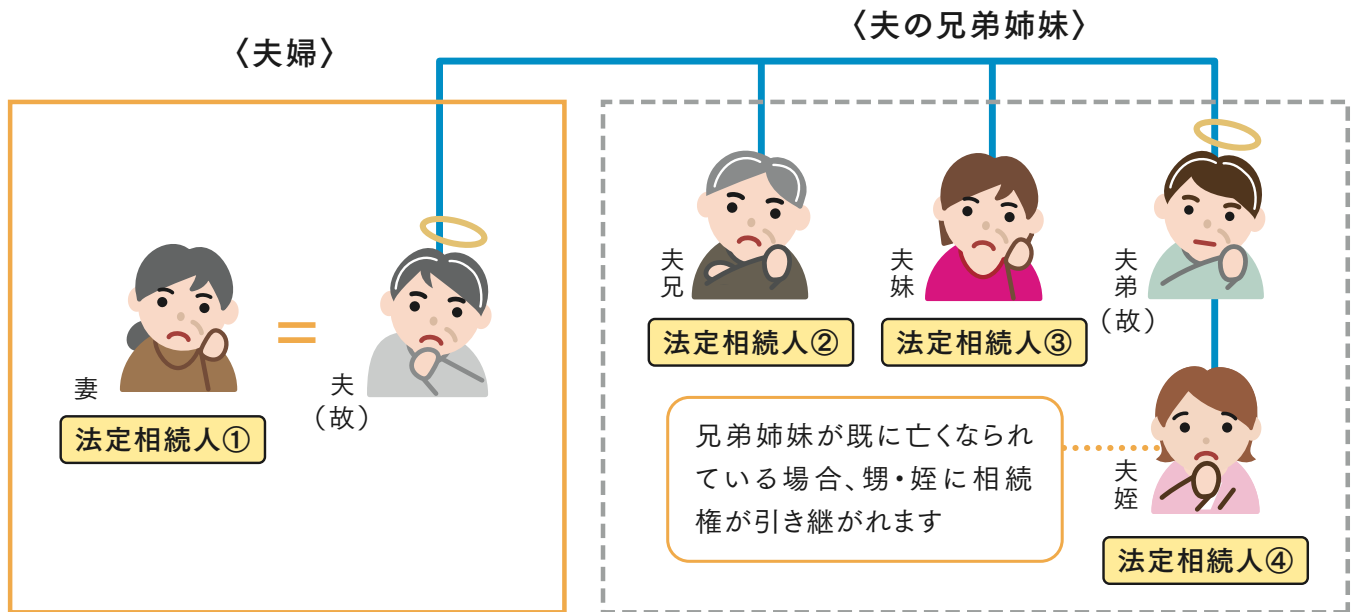 〈夫婦〉
〈夫の兄弟姉妹〉
妻
法定相続人①
夫
（故）
夫兄
法定相続人②
夫妹
法定相続人③
夫弟
（故）
兄弟姉妹が既に亡くなられ
ている場合、甥・姪に相続
権が引き継がれます
夫姪
法定相続人④